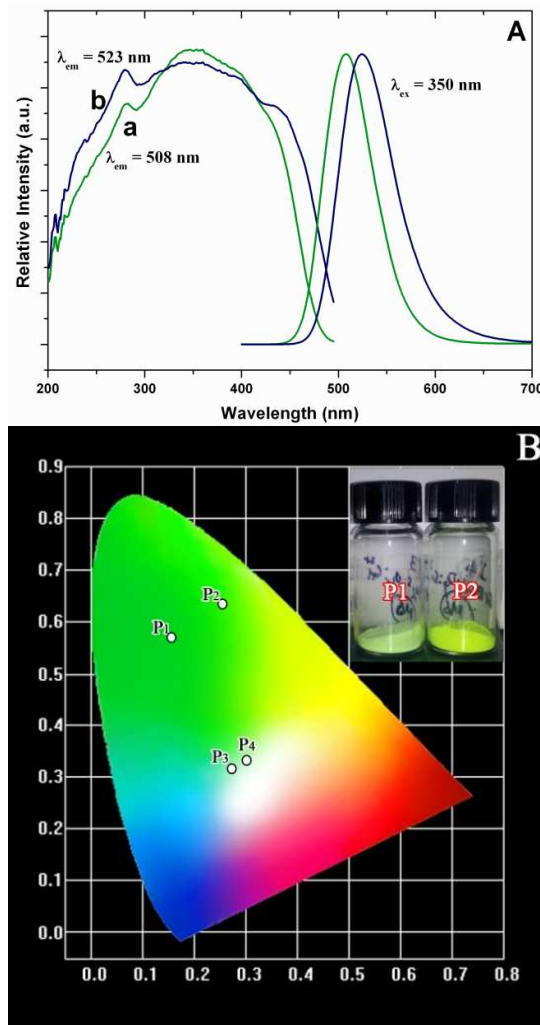 A
λem = 523 nm
b
a
λem = 508 nm
λex = 350 nm
Relative Intensity (a.u.)
200 300 400 500 600 700
Wavelength (nm)
B
0.9
0.8
0.7
0.6
0.5
0.4
0.3
0.2
0.1
0.0
P1 P2
P2
P1
P4
P3
0.0 0.1 0.2 0.3 0.4 0.5 0.6 0.7 0.8